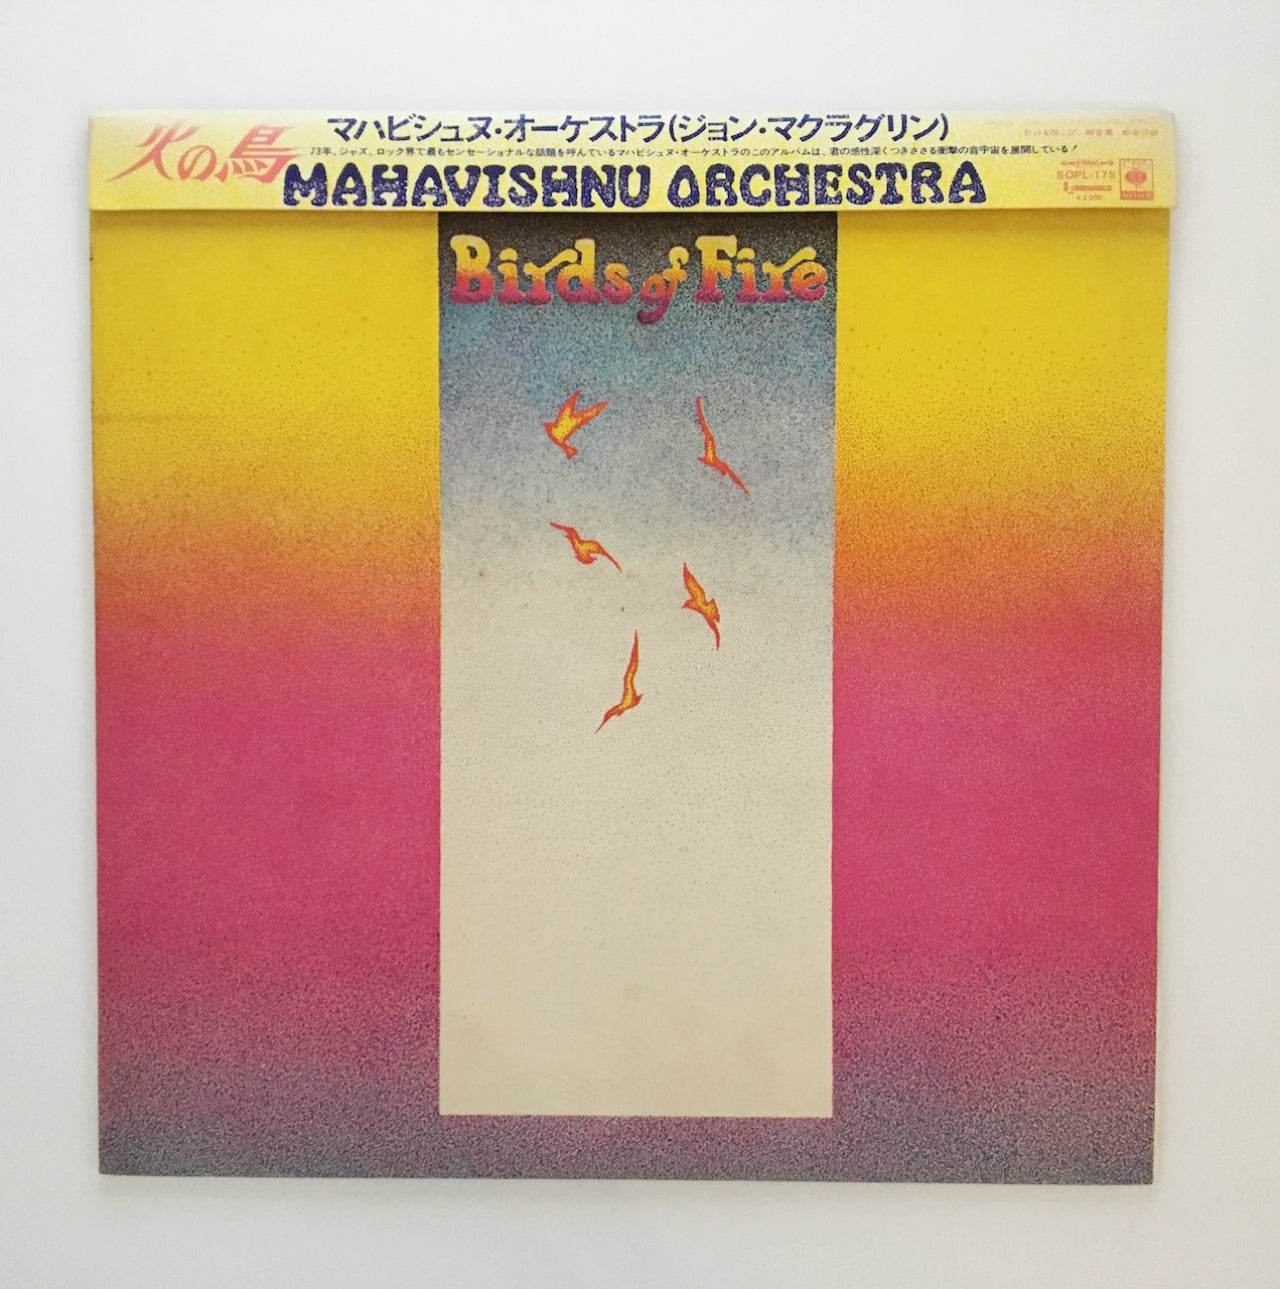 火の鳥
マハビシュヌ・オーケストラ(ジョン・マクラグリン)
73年、ジャズ、ロック界で最もセンセーショナルな話題を呼んでいるマハビシュヌ・オーケストラのこのアルバムは、君の感性深くつきささる衝撃の音宇宙を展開している!
MAHAVISHNU ORCHESTRA
STEREO
SOPL-175
¥2,000
CBS
SONY
Birds of Fire